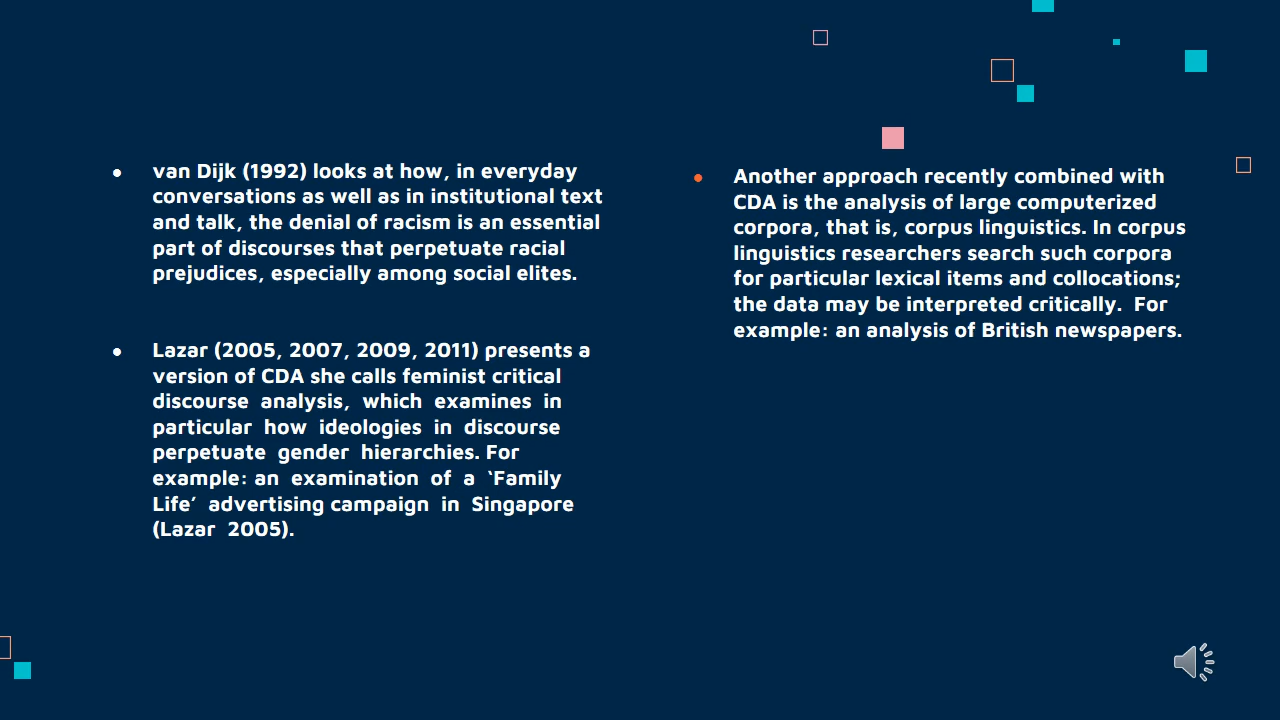 • van Dijk (1992) looks at how, in everyday
conversations as well as in institutional text
and talk, the denial of racism is an essential
part of discourses that perpetuate racial
prejudices, especially among social elites.
• Lazar (2005, 2007, 2009, 2011) presents a
version of CDA she calls feminist critical
discourse analysis, which examines in
particular how ideologies in discourse
perpetuate gender hierarchies. For
example: an examination of a ‘Family
Life’ advertising campaign in Singapore
(Lazar 2005).
• Another approach recently combined with
CDA is the analysis of large computerized
corpora, that is, corpus linguistics. In corpus
linguistics researchers search such corpora
for particular lexical items and collocations;
the data may be interpreted critically. For
example: an analysis of British newspapers.